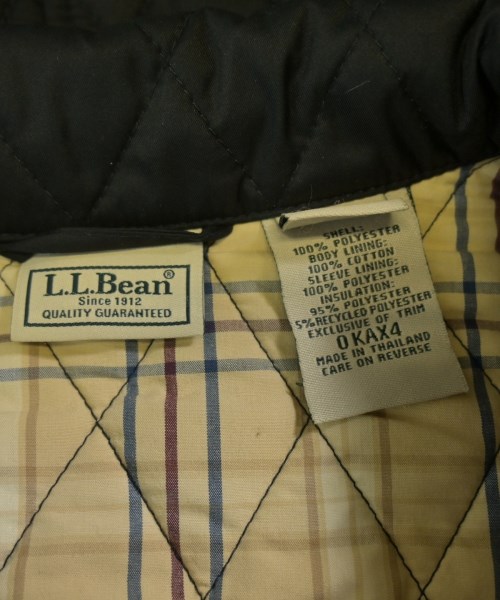 L.L.Bean®
Since 1912
QUALITY GUARANTEED
SHELL:
100% POLYESTER
BODY LINING:
100% COTTON
SLEEVE LINING:
100% POLYESTER
INSULATION:
95% POLYESTER
5% RECYCLED POLYESTER
EXCLUSIVE OF TRIM
0KAX4
MADE IN THAILAND
CARE ON REVERSE